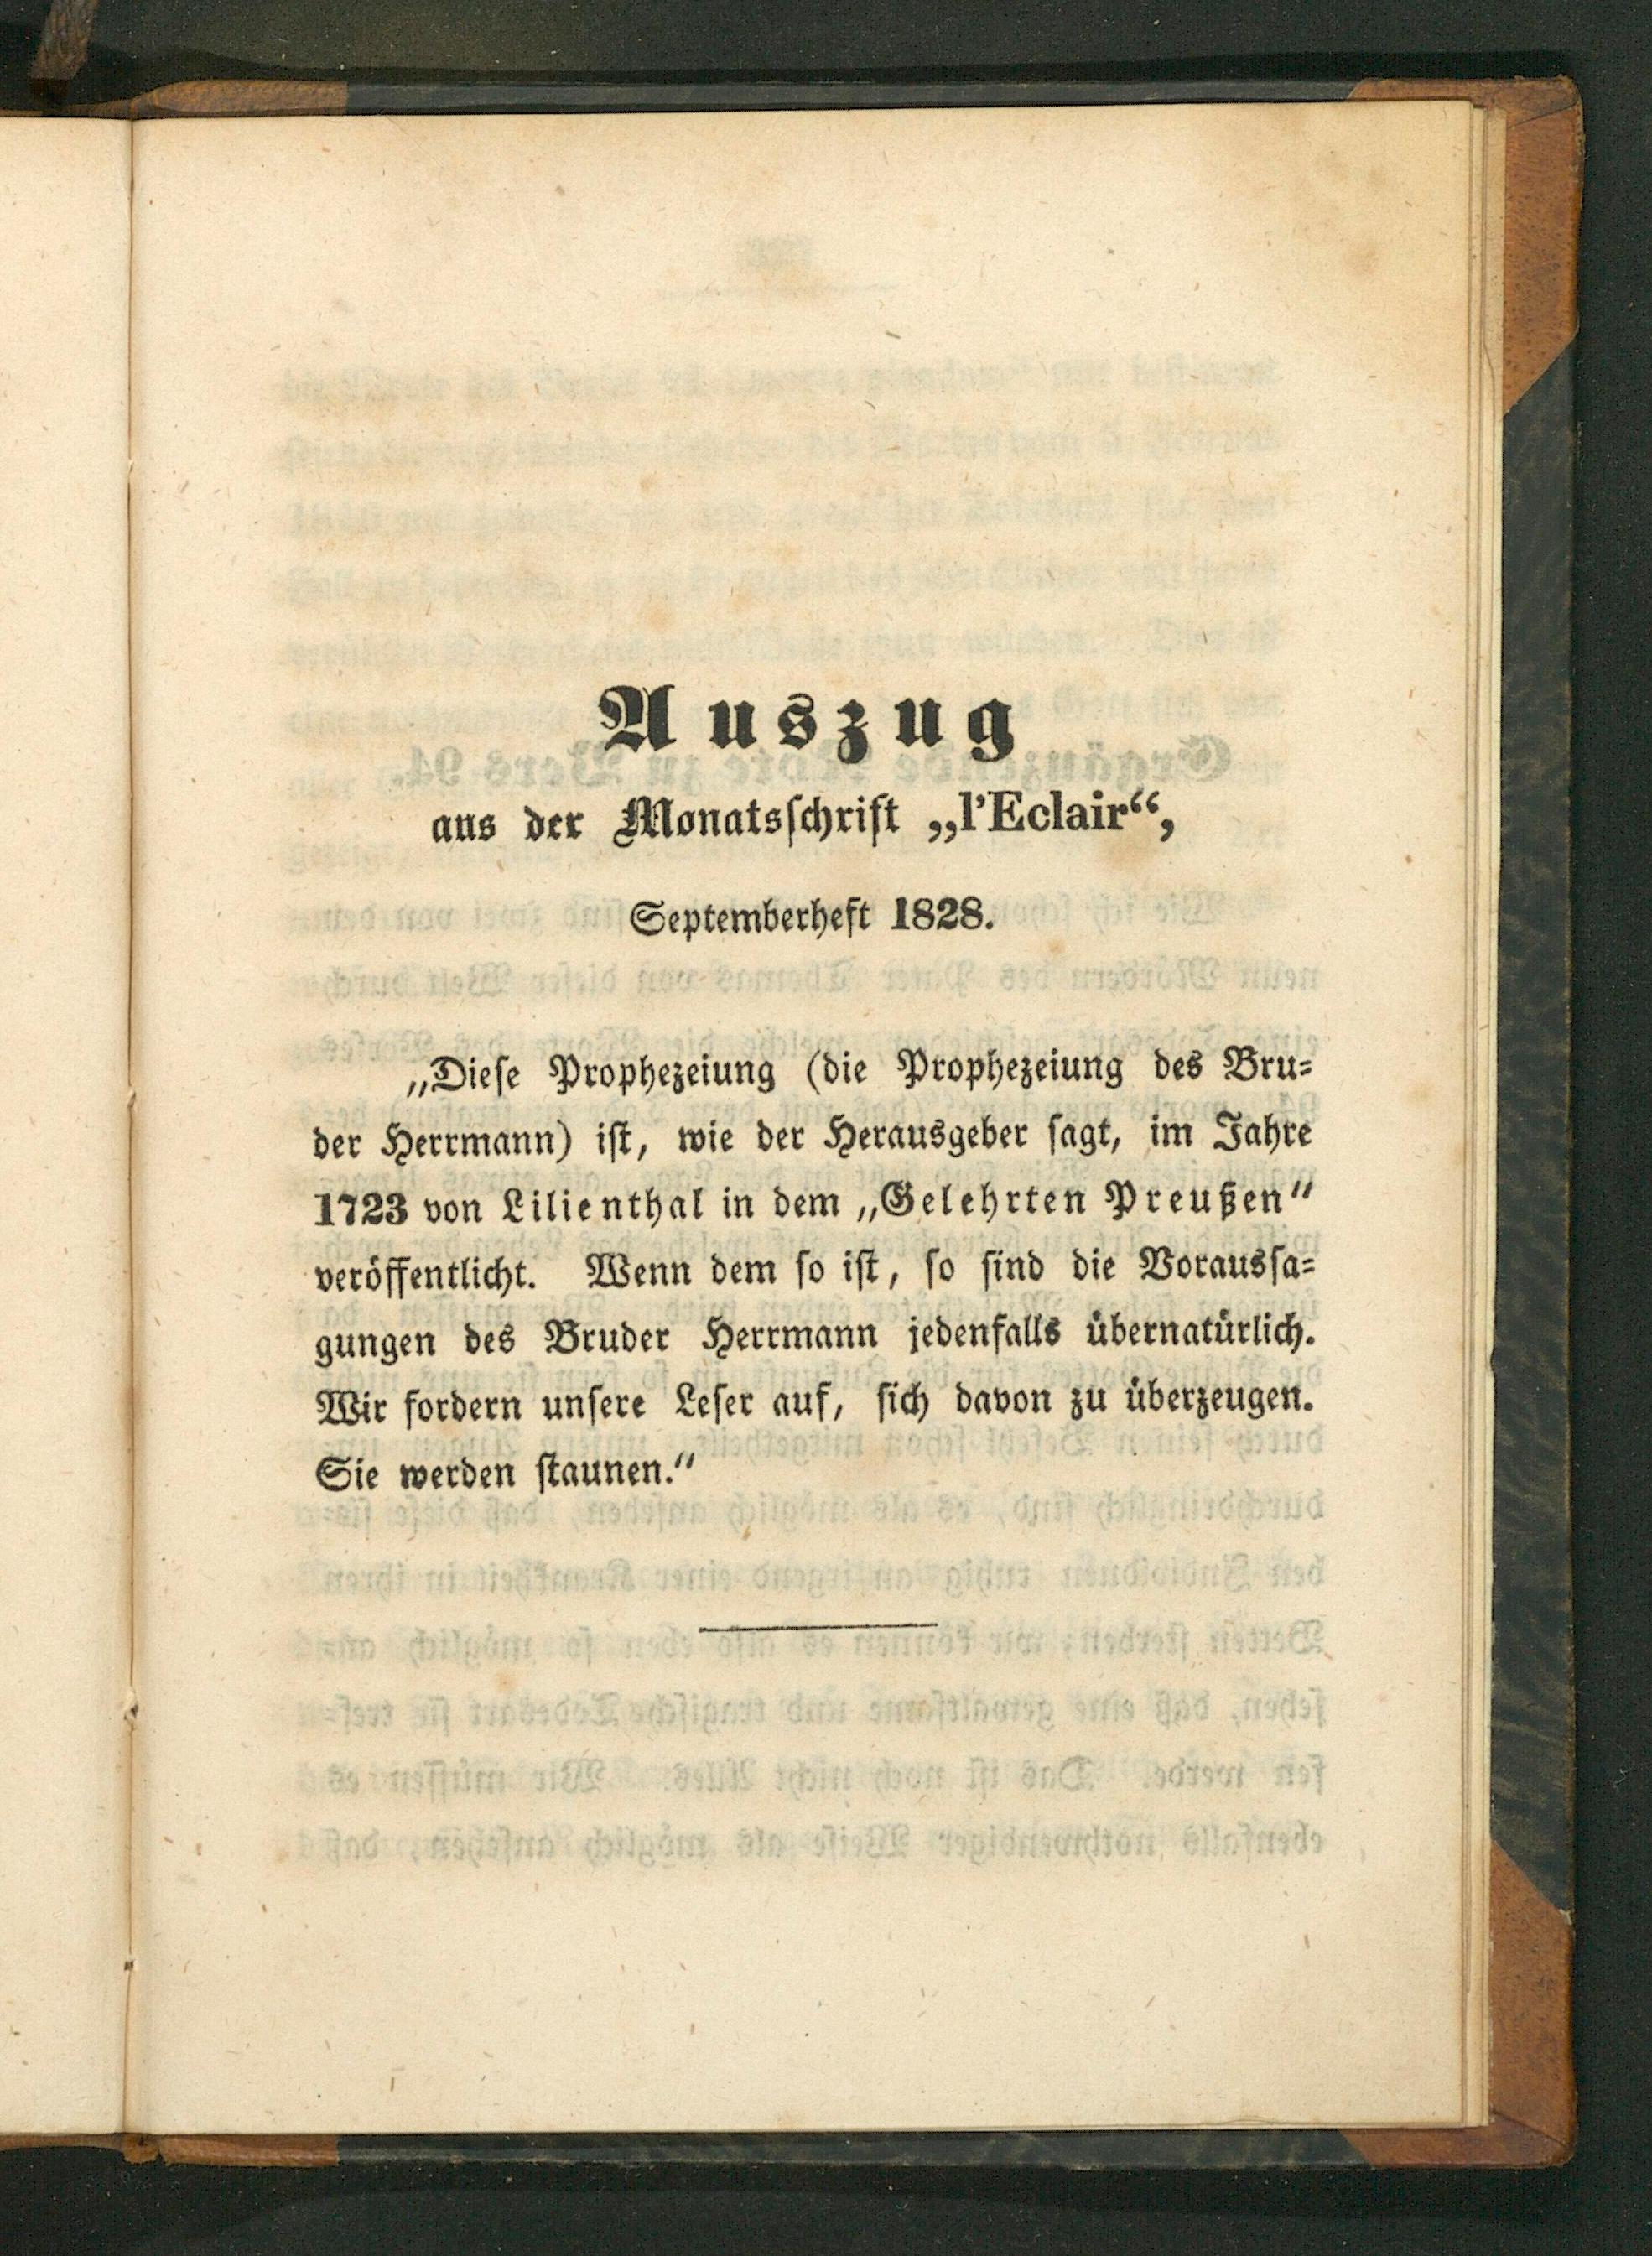 Auszug
aus der Monatsſchrift „l'Eclair“,
Septemberheft 1828.
„Dieſe Prophezeiung (die Prophezeiung des Bru-
der Herrmann) iſt, wie der Herausgeber ſagt, im Jahre
1723 von Lilienthal in dem „Gelehrten Preußen“
veröffentlicht. Wenn dem ſo iſt, ſo ſind die Vorausſa-
gungen des Bruder Herrmann jedenfalls übernatürlich.
Wir fordern unſere Leſer auf, ſich davon zu überzeugen.
Sie werden ſtaunen.“